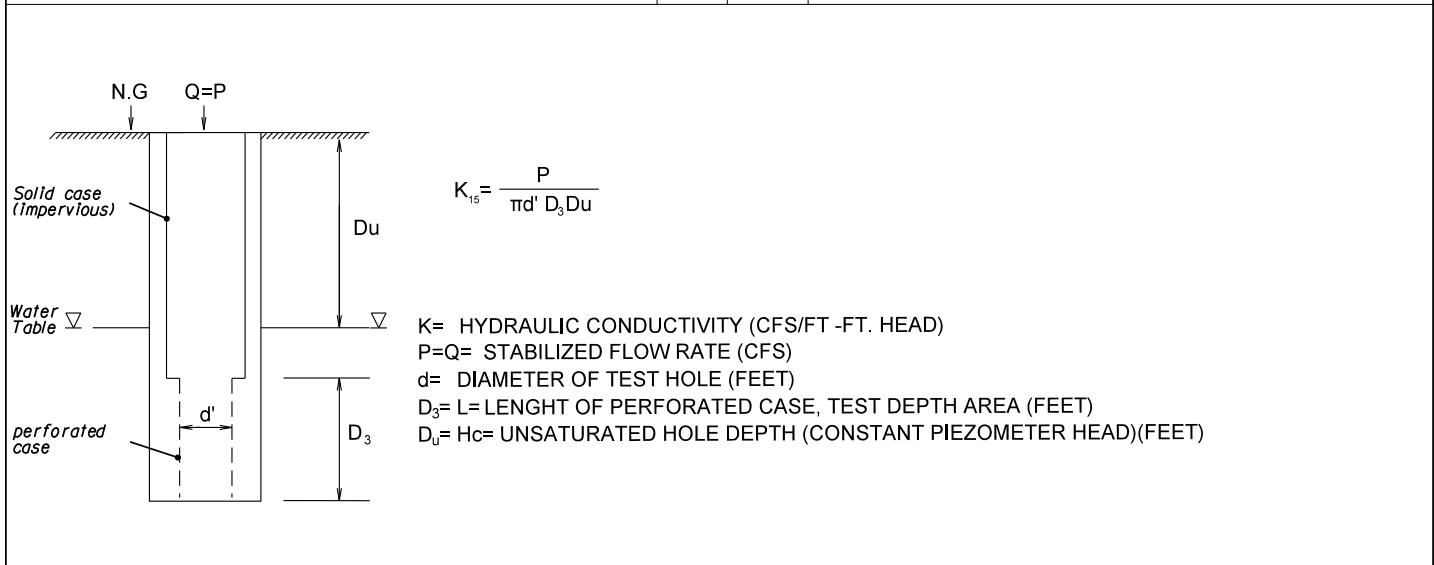 N.G Q=P
Solid case
(impervious)
Du
K₁₅= P
πd' D₃Du
Water
Table
K= HYDRAULIC CONDUCTIVITY (CFS/FT -FT. HEAD)
P=Q= STABILIZED FLOW RATE (CFS)
d= DIAMETER OF TEST HOLE (FEET)
D₃= L= LENGHT OF PERFORATED CASE, TEST DEPTH AREA (FEET)
Dᵤ= Hc= UNSATURATED HOLE DEPTH (CONSTANT PIEZOMETER HEAD)(FEET)
d'
D₃
perforated
case